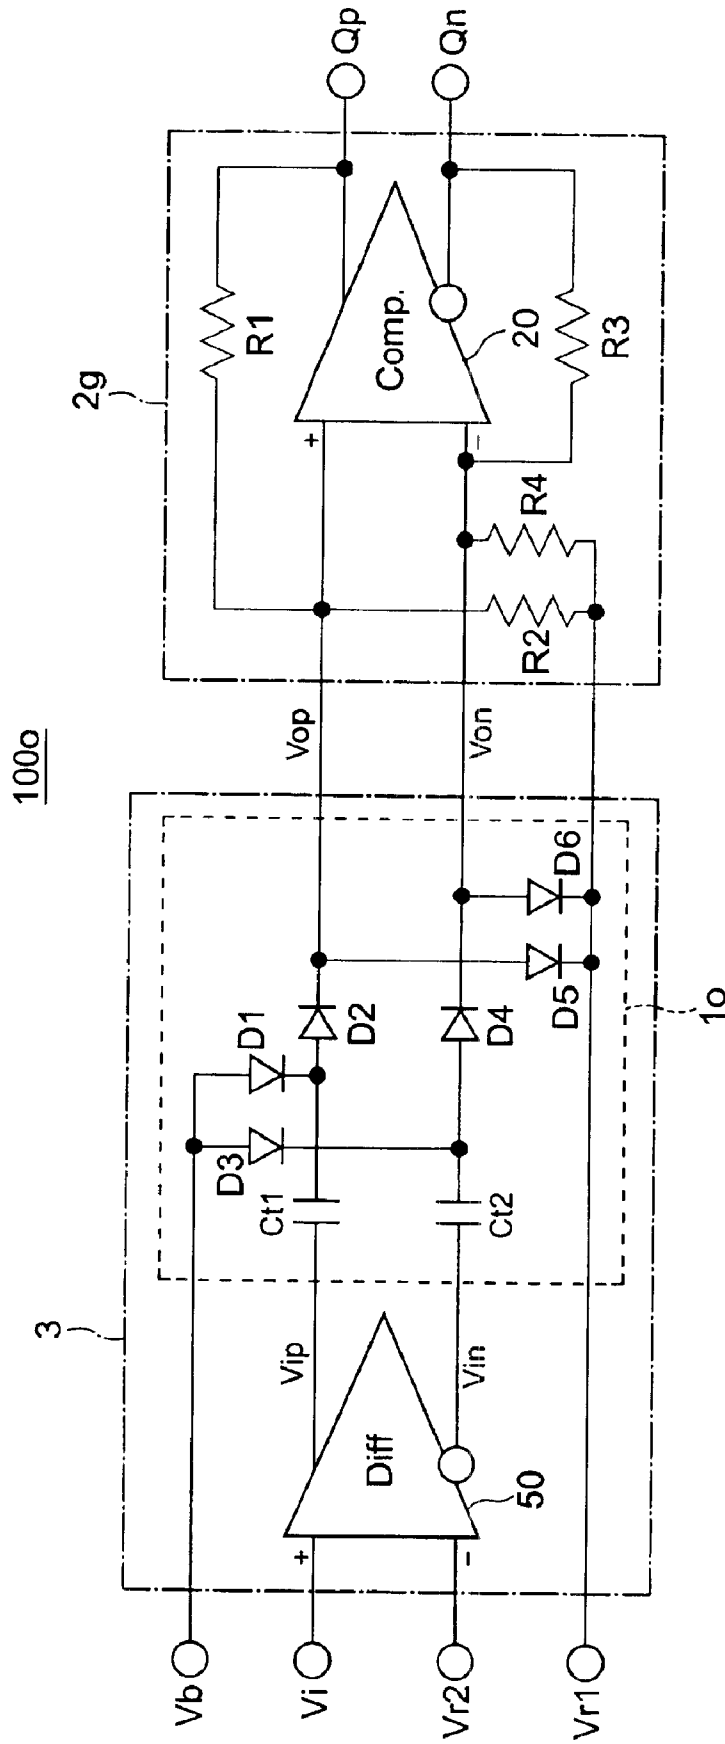 100o
3
2g
Vb
Vi
Vr2
Vr1
+
−
Diff
50
Vip
Vin
Ct1
Ct2
D3
D1
D2
D4
D5
D6
1o
Vop
Von
R1
R2
R4
R3
+
−
Comp.
20
Qp
Qn